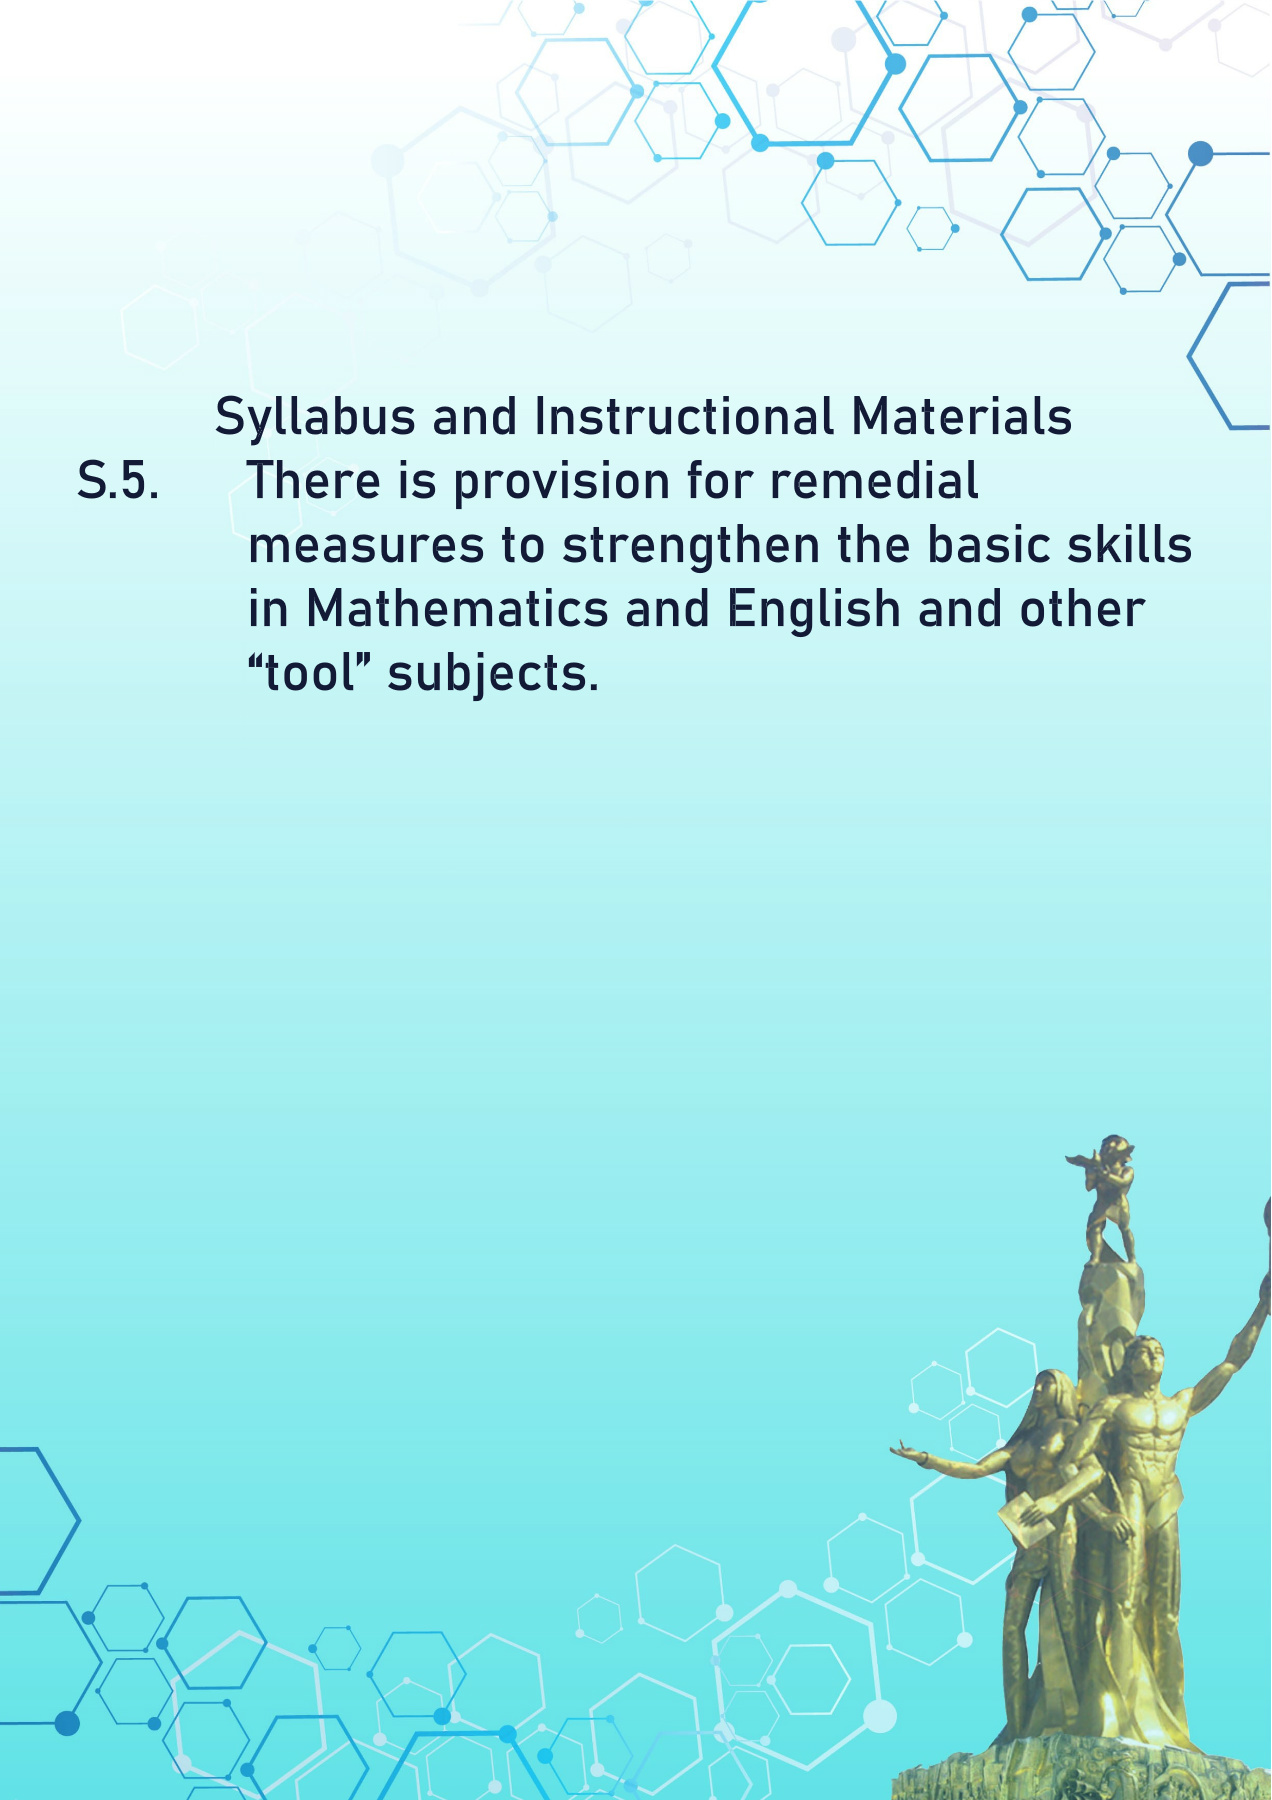 Syllabus and Instructional Materials
S.5. There is provision for remedial
measures to strengthen the basic skills
in Mathematics and English and other
“tool” subjects.